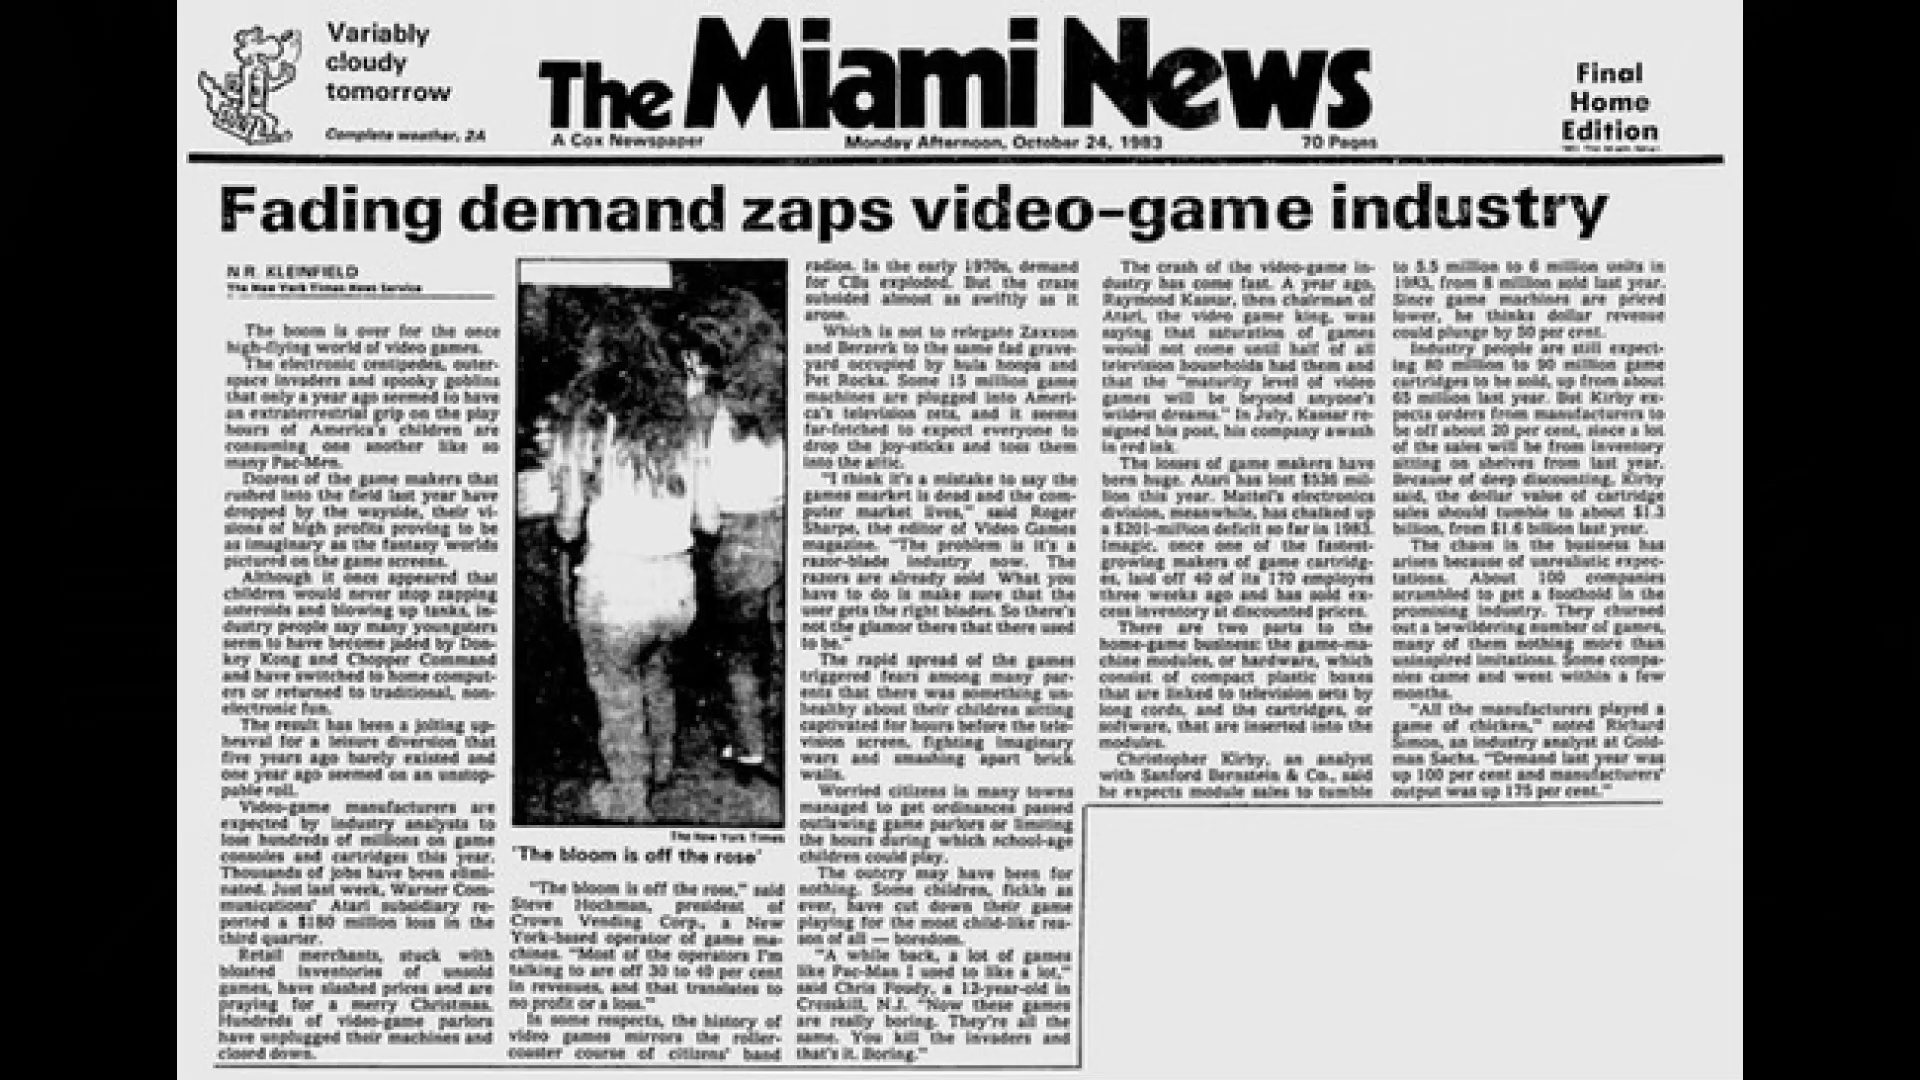 Variably
cloudy
tomorrow
Complete weather, 2A
The Miami News
A Cox Newspaper
Monday Afternoon, October 24, 1983
70 Pages
Final
Home
Edition
Fading demand zaps video-game industry
N.R. KLEINFIELD
The New York Times News Service
The boom is over for the once
high-flying world of video games.
The electronic centipedes, outer-
space invaders and spooky goblins
that only a year ago seemed to have
an extraterrestrial grip on the play
hours of America's children are
consuming one another like so
many Pac-Men.
Dozens of the game makers that
rushed into the field last year have
dropped by the wayside, their vi-
sions of high profits proving to be
as imaginary as the fantasy worlds
pictured on the game screens.
Although it once appeared that
children would never stop zapping
asteroids and blowing up tanks, in-
dustry people say many youngsters
seem to have become jaded by Don-
key Kong and Chopper Command
and have switched to home comput-
ers or returned to traditional, non-
electronic fun.
The result has been a jolting up-
heaval for a leisure diversion that
five years ago barely existed and
one year ago seemed on an unstop-
pable roll.
Video-game manufacturers are
expected by industry analysts to
lose hundreds of millions on game
consoles and cartridges this year.
Thousands of jobs have been elimi-
nated. Just last week, Warner Com-
munications' Atari subsidiary re-
ported a $180 million loss in the
third quarter.
Retail merchants, stuck with
bloated inventories of unsold
games, have slashed prices and are
praying for a merry Christmas.
Hundreds of video-game parlors
have unplugged their machines and
closed down.
The New York Times
'The bloom is off the rose'
"The bloom is off the rose," said
Steve Hochman, president of
Crown Vending Corp., a New
York-based operator of game ma-
chines. "Most of the operators I'm
talking to are off 30 to 40 per cent
in revenues, and that translates to
no profit or a loss."
In some respects, the history of
video games mirrors the roller-
coaster course of citizens' band
radios. In the early 1970s, demand
for CBs exploded. But the craze
subsided almost as swiftly as it
arose.
Which is not to relegate Zaxxon
and Berzerk to the same fad grave-
yard occupied by hula hoops and
Pet Rocks. Some 15 million game
machines are plugged into Ameri-
ca's television sets, and it seems
far-fetched to expect everyone to
drop the joy-sticks and toss them
into the attic.
"I think it's a mistake to say the
games market is dead and the com-
puter market lives," said Roger
Sharpe, the editor of Video Games
magazine. "The problem is it's a
razor-blade industry now. The
razors are already sold. What you
have to do is make sure that the
user gets the right blades. So there's
not the glamor there that there used
to be."
The rapid spread of the games
triggered fears among many par-
ents that there was something un-
healthy about their children sitting
captivated for hours before the tele-
vision screen, fighting imaginary
wars and smashing apart brick
walls.
Worried citizens in many towns
managed to get ordinances passed
outlawing game parlors or limiting
the hours during which school-age
children could play.
The outcry may have been for
nothing. Some children, fickle as
ever, have cut down their game
playing for the most child-like rea-
son of all — boredom.
"A while back, a lot of games
like Pac-Man I used to like a lot,"
said Chris Foudy, a 12-year-old in
Cresskill, N.J. "Now these games
are really boring. They're all the
same. You kill the invaders and
that's it. Boring."
The crash of the video-game in-
dustry has come fast. A year ago,
Raymond Kassar, then chairman of
Atari, the video game king, was
saying that saturation of games
would not come until half of all
television households had them and
that the "maturity level of video
games will be beyond anyone's
wildest dreams." In July, Kassar re-
signed his post, his company awash
in red ink.
The losses of game makers have
been huge. Atari has lost $536 mil-
lion this year. Mattel's electronics
division, meanwhile, has chalked up
a $201-million deficit so far in 1983.
Imagic, once one of the fastest-
growing makers of game cartridg-
es, laid off 40 of its 170 employes
three weeks ago and has sold ex-
cess inventory at discounted prices.
There are two parts to the
home-game business: the game-ma-
chine modules, or hardware, which
consist of compact plastic boxes
that are linked to television sets by
long cords, and the cartridges, or
software, that are inserted into the
modules.
Christopher Kirby, an analyst
with Sanford Bernstein & Co., said
he expects module sales to tumble
to 5.5 million to 6 million units in
1983, from 8 million sold last year.
Since game machines are priced
lower, he thinks dollar revenue
could plunge by 50 per cent.
Industry people are still expect-
ing 80 million to 90 million game
cartridges to be sold, up from about
65 million last year. But Kirby ex-
pects orders from manufacturers to
be off about 20 per cent, since a lot
of the sales will be from inventory
sitting on shelves from last year.
Because of deep discounting, Kirby
said, the dollar value of cartridge
sales should tumble to about $1.3
billion, from $1.6 billion last year.
The chaos in the business has
arisen because of unrealistic expec-
tations. About 100 companies
scrambled to get a foothold in the
promising industry. They churned
out a bewildering number of games,
many of them nothing more than
uninspired imitations. Some compa-
nies came and went within a few
months.
"All the manufacturers played a
game of chicken," noted Richard
Simon, an industry analyst at Gold-
man Sachs. "Demand last year was
up 100 per cent and manufacturers'
output was up 175 per cent."